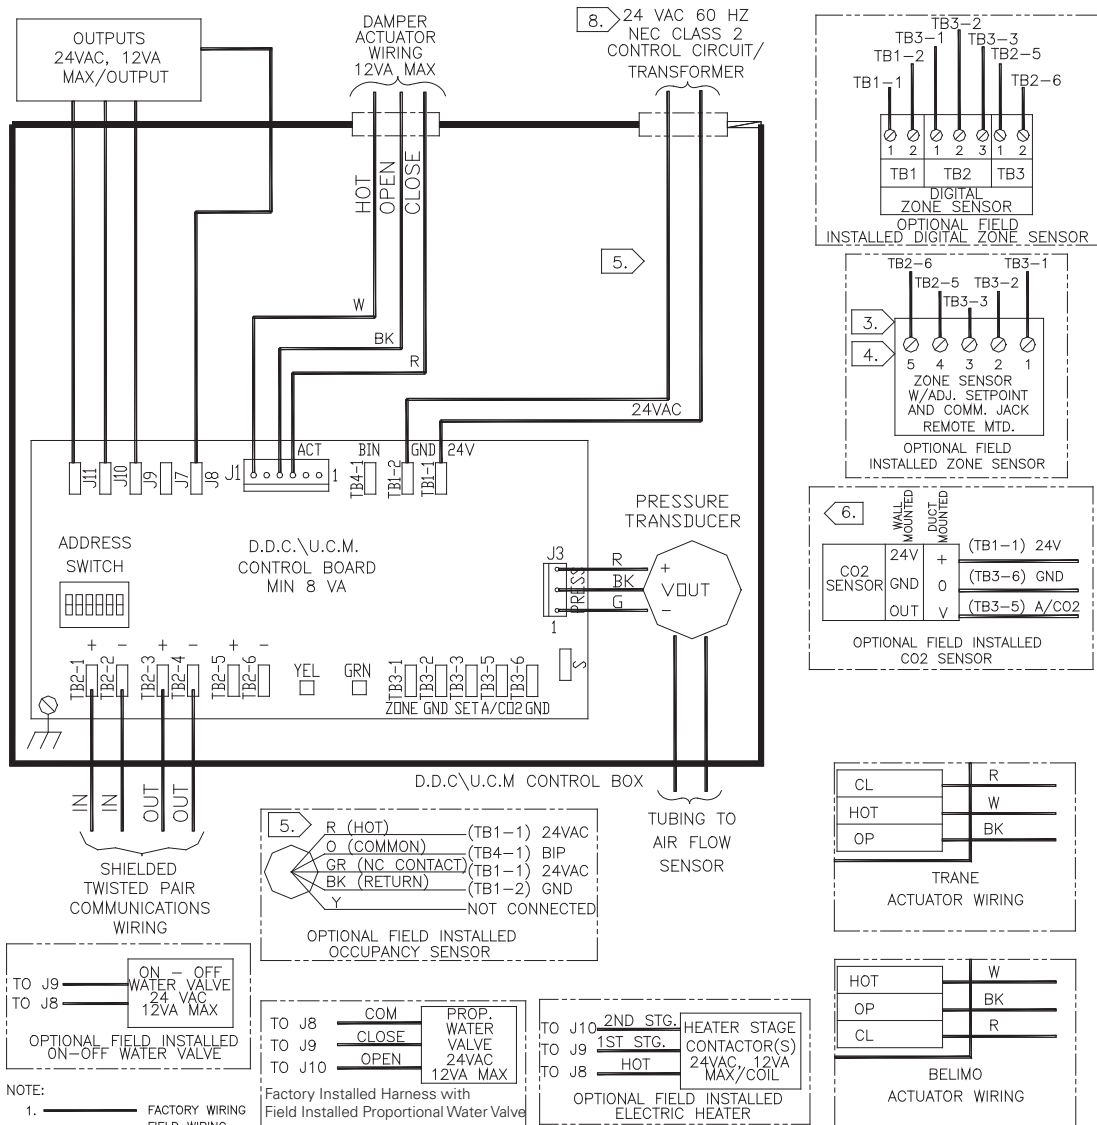 OUTPUTS
24VAC, 12VA
MAX/OUTPUT
DAMPER
ACTUATOR
WIRING
12VA MAX
8.
24 VAC 60 HZ
NEC CLASS 2
CONTROL CIRCUIT/
TRANSFORMER
HOT
OPEN
CLOSE
5.
W
BK
R
24VAC
J11
J10
J9
J7
J8
J1
ACT
1
BIN
TB4-1
GND
TB1-2
24V
TB1-1
ADDRESS
SWITCH
D.D.C.\U.C.M.
CONTROL BOARD
MIN 8 VA
J3
PRESS
1
R
BK
G
PRESSURE
TRANSDUCER
+
VOUT
–
+ – + – + –
TB2-1
TB2-2
TB2-3
TB2-4
TB2-5
TB2-6
YEL
GRN
TB3-1
TB3-2
TB3-3
TB3-5
TB3-6
S
ZONE GND SET A/CO2 GND
D.D.C\U.C.M CONTROL BOX
IN
IN
OUT
OUT
SHIELDED
TWISTED PAIR
COMMUNICATIONS
WIRING
TUBING TO
AIR FLOW
SENSOR
TB3-2
TB3-1
TB3-3
TB1-2
TB2-5
TB1-1
TB2-6
1 2 1 2 3 1 2
TB1 TB2 TB3
DIGITAL
ZONE SENSOR
OPTIONAL FIELD
INSTALLED DIGITAL ZONE SENSOR
TB2-6
TB3-1
TB2-5
TB3-2
TB3-3
3.
4.
5 4 3 2 1
ZONE SENSOR
W/ADJ. SETPOINT
AND COMM. JACK
REMOTE MTD.
OPTIONAL FIELD
INSTALLED ZONE SENSOR
6.
WALL
MOUNTED
DUCT
MOUNTED
CO2
SENSOR
24V + (TB1-1) 24V
GND 0 (TB3-6) GND
OUT V (TB3-5) A/CO2
OPTIONAL FIELD INSTALLED
CO2 SENSOR
5.
R (HOT) (TB1-1) 24VAC
O (COMMON) (TB4-1) BIP
GR (NC CONTACT) (TB1-1) 24VAC
BK (RETURN) (TB1-2) GND
Y NOT CONNECTED
OPTIONAL FIELD INSTALLED
OCCUPANCY SENSOR
CL R
HOT W
OP BK
TRANE
ACTUATOR WIRING
HOT W
OP BK
CL R
BELIMO
ACTUATOR WIRING
TO J9
TO J8
ON – OFF
WATER VALVE
24 VAC
12VA MAX
OPTIONAL FIELD INSTALLED
ON-OFF WATER VALVE
TO J8 COM
TO J9 CLOSE
TO J10 OPEN
PROP.
WATER
VALVE
24VAC
12VA MAX
Factory Installed Harness with
Field Installed Proportional Water Valve
TO J10 2ND STG.
TO J9 1ST STG.
TO J8 HOT
HEATER STAGE
CONTACTOR(S)
24VAC, 12VA
MAX/COIL
OPTIONAL FIELD INSTALLED
ELECTRIC HEATER
NOTE:
1. FACTORY WIRING
FIELD WIRING